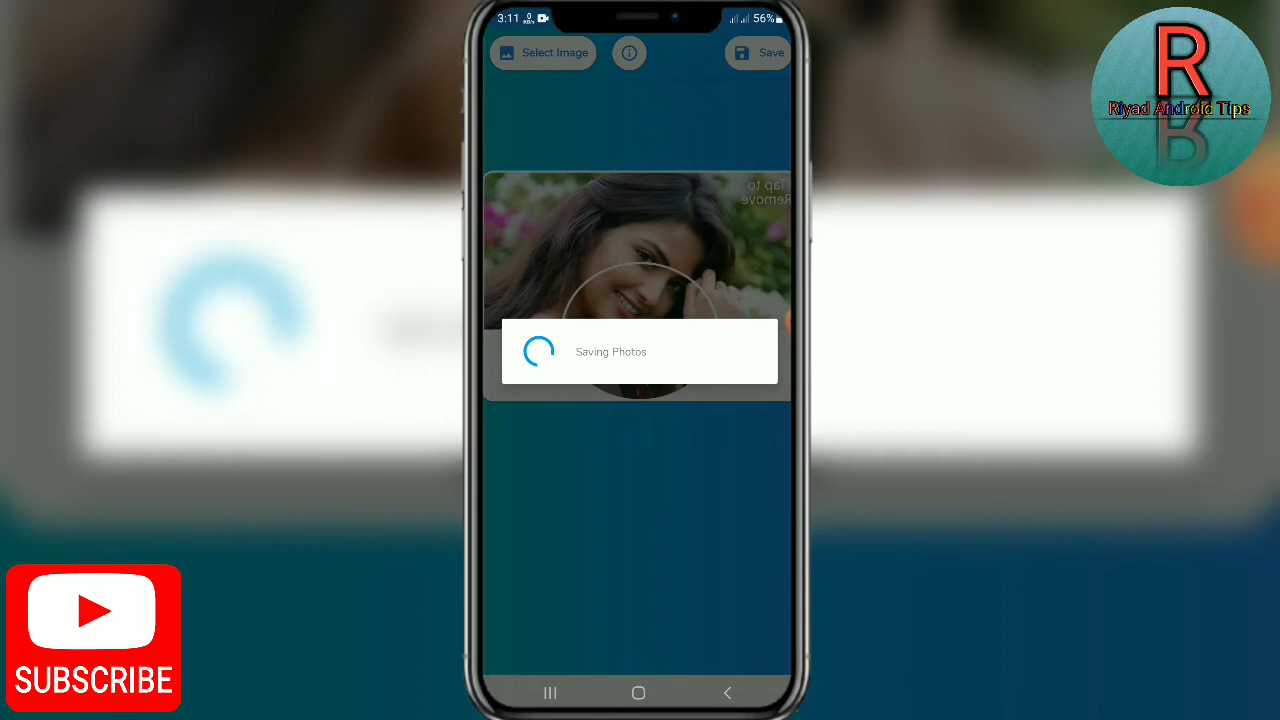 3:11
56%
Select Image
Save
Tap to
Remove
Saving Photos
R
Riyad Android Tips
SUBSCRIBE